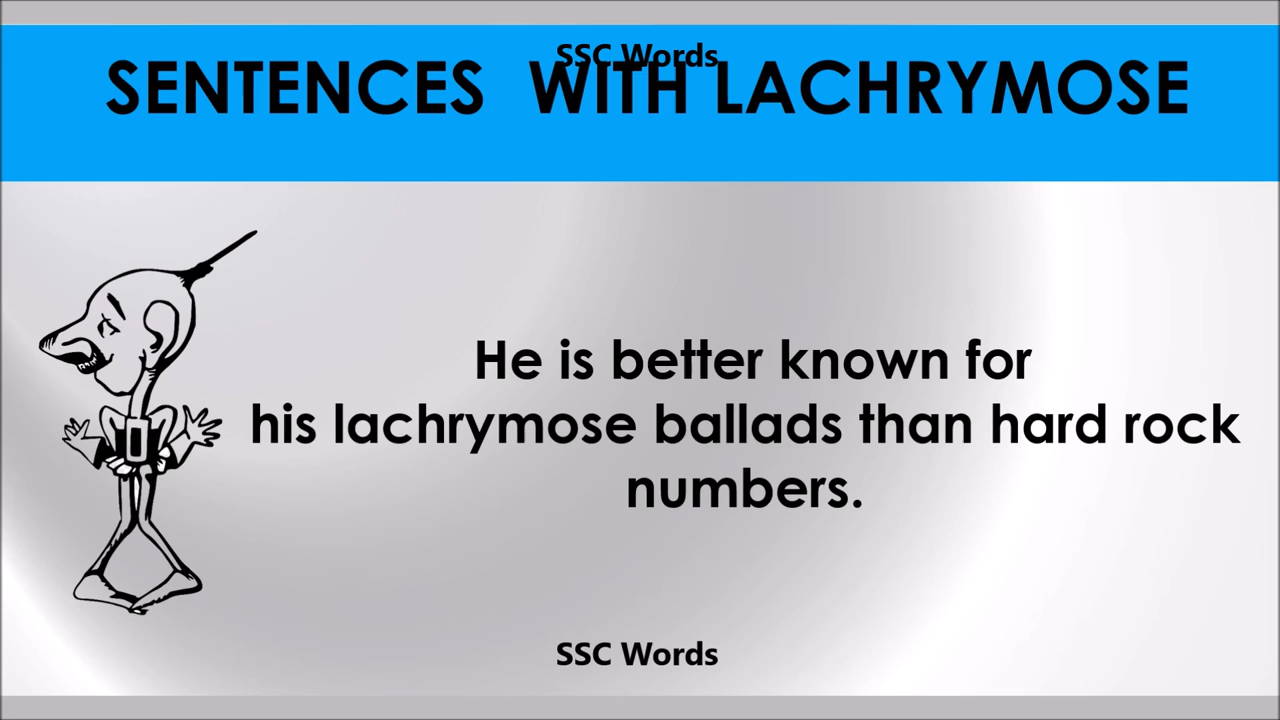 SSC Words
SENTENCES WITH LACHRYMOSE
He is better known for
his lachrymose ballads than hard rock
numbers.
SSC Words